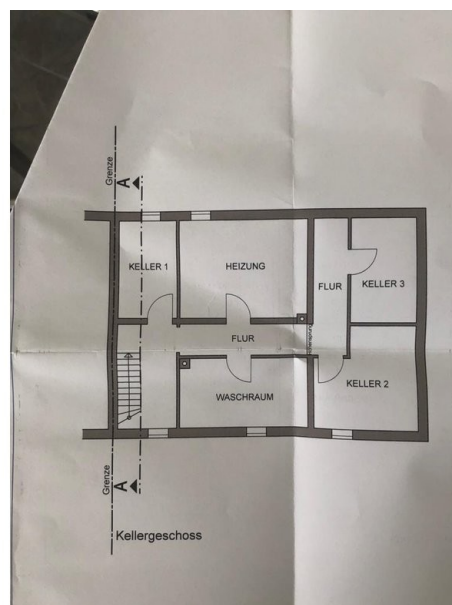 Grenze
A
KELLER 1
HEIZUNG
FLUR
KELLER 3
FLUR
KELLER 2
WASCHRAUM
Grenze
A
Kellergeschoss